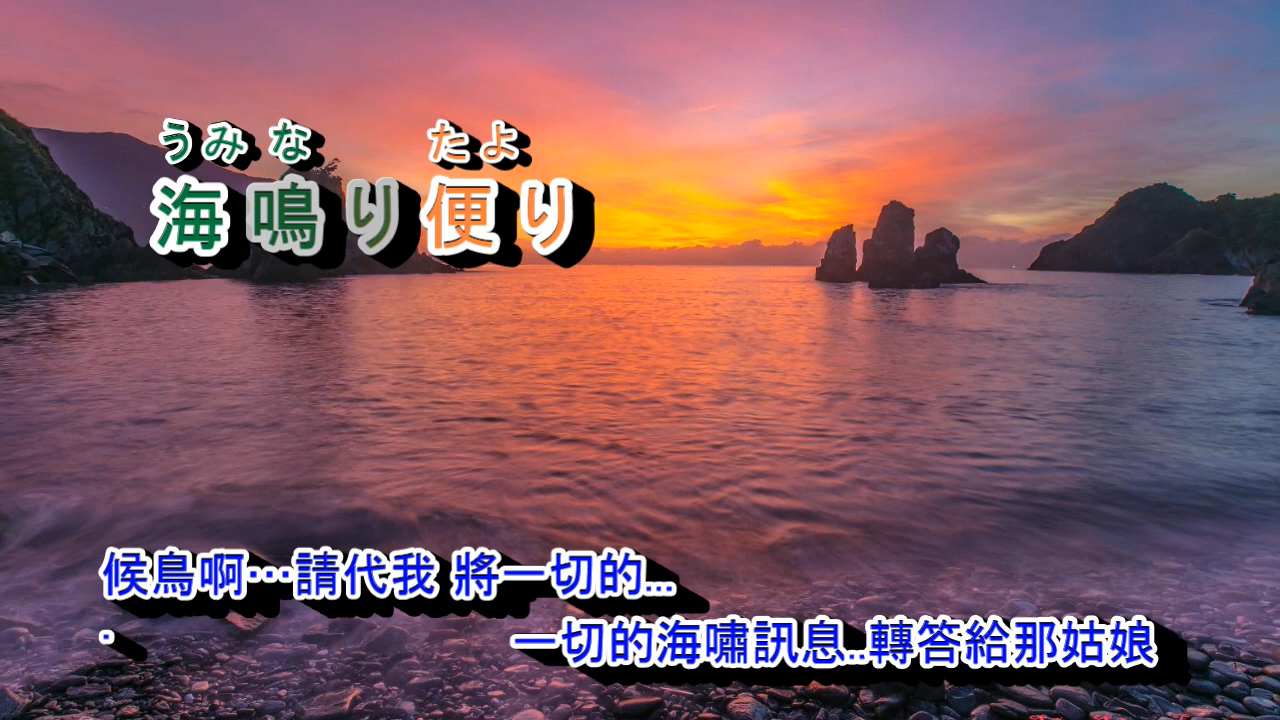 うみ な たよ
海鳴り便り
候鳥啊…請代我 將一切的...
. 一切的海嘯訊息..轉答給那姑娘